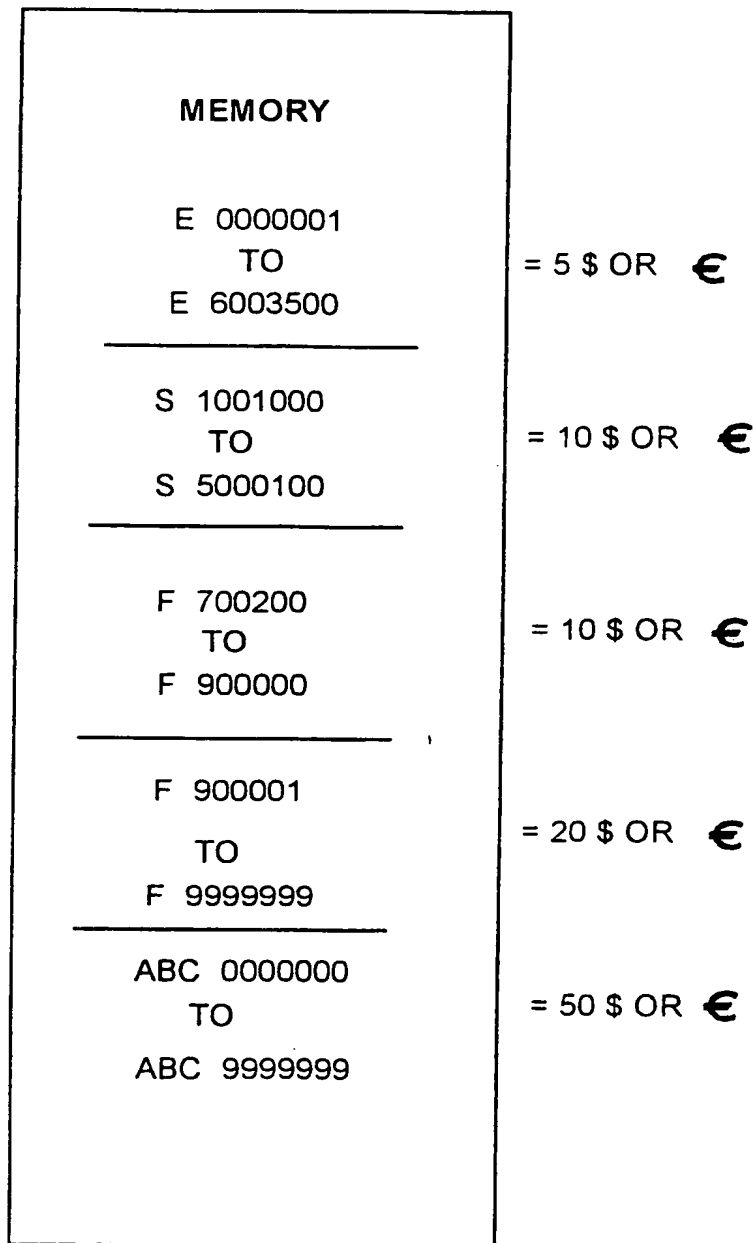 MEMORY
E 0000001
TO
E 6003500
= 5 $ OR €
S 1001000
TO
S 5000100
= 10 $ OR €
F 700200
TO
F 900000
= 10 $ OR €
F 900001
TO
F 9999999
= 20 $ OR €
ABC 0000000
TO
ABC 9999999
= 50 $ OR €